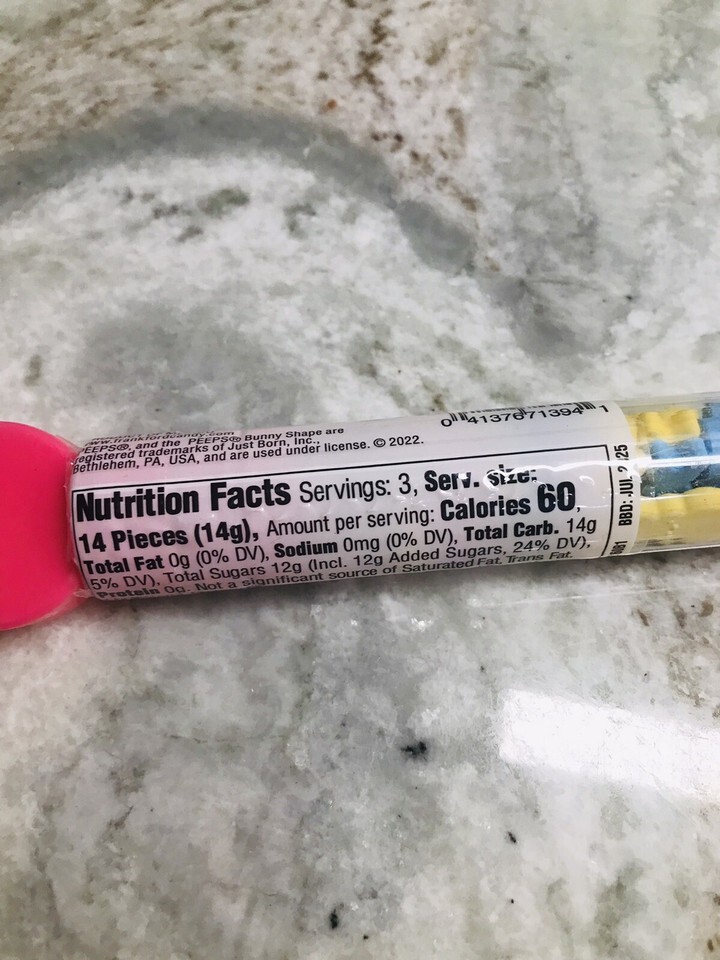 www.frankfordcandy.com
PEEPS®, and the PEEPS® Bunny Shape are
registered trademarks of Just Born, Inc.,
Bethlehem, PA, USA, and are used under license. © 2022.
0 41376 71394 1
Nutrition Facts Servings: 3, Serv. size:
14 Pieces (14g), Amount per serving: Calories 60,
Total Fat 0g (0% DV), Sodium 0mg (0% DV), Total Carb. 14g
5% DV), Total Sugars 12g (Incl. 12g Added Sugars, 24% DV),
Protein 0g. Not a significant source of Saturated Fat, Trans Fat,
BBD: JUL